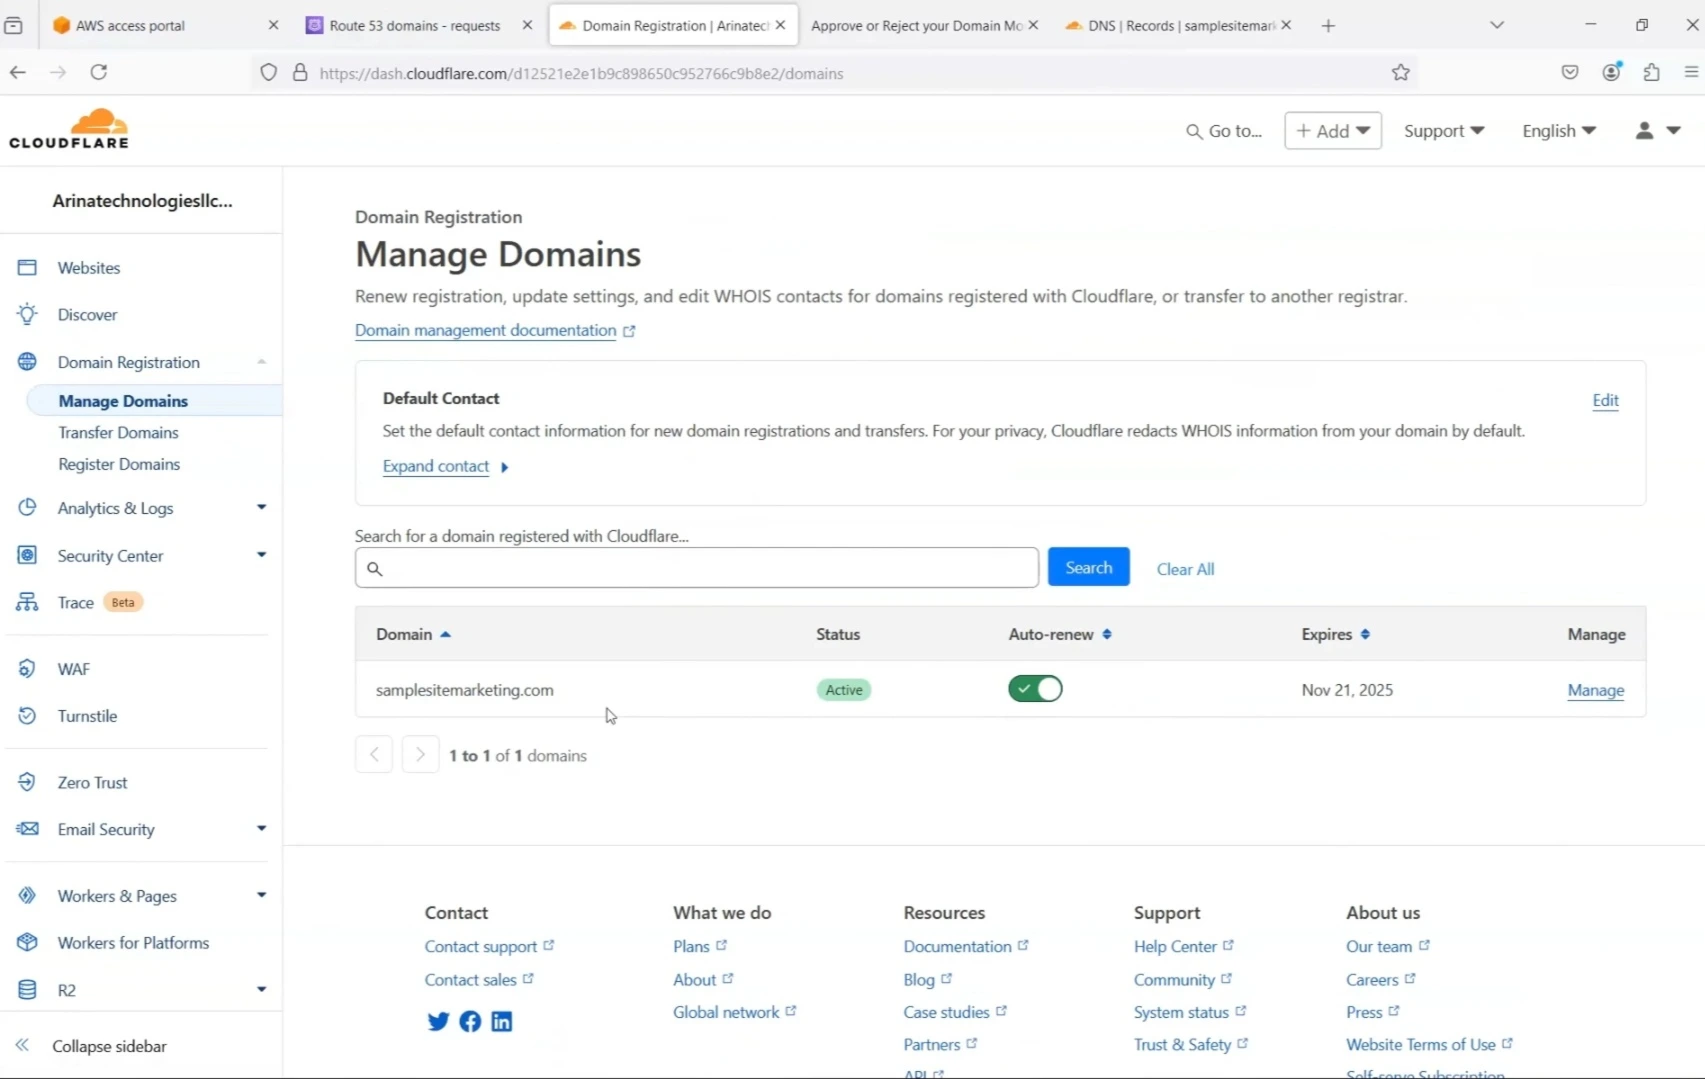 AWS access portal
Route 53 domains - requests
Domain Registration | Arinatec
Approve or Reject your Domain Mo
DNS | Records | samplesitemar
https://dash.cloudflare.com/d12521e2e1b9c898650c952766c9b8e2/domains
CLOUDFLARE
Go to...
+ Add
Support
English
Arinatechnologiesllc...
Websites
Discover
Domain Registration
Manage Domains
Transfer Domains
Register Domains
Analytics & Logs
Security Center
Trace Beta
WAF
Turnstile
Zero Trust
Email Security
Workers & Pages
Workers for Platforms
R2
Collapse sidebar
Domain Registration
Manage Domains
Renew registration, update settings, and edit WHOIS contacts for domains registered with Cloudflare, or transfer to another registrar.
Domain management documentation
Default Contact
Edit
Set the default contact information for new domain registrations and transfers. For your privacy, Cloudflare redacts WHOIS information from your domain by default.
Expand contact
Search for a domain registered with Cloudflare...
Search
Clear All
Domain Status Auto-renew Expires Manage
samplesitemarketing.com Active Nov 21, 2025 Manage
1 to 1 of 1 domains
Contact
Contact support
Contact sales
What we do
Plans
About
Global network
Resources
Documentation
Blog
Case studies
Partners
API
Support
Help Center
Community
System status
Trust & Safety
About us
Our team
Careers
Press
Website Terms of Use
Self-serve Subscription